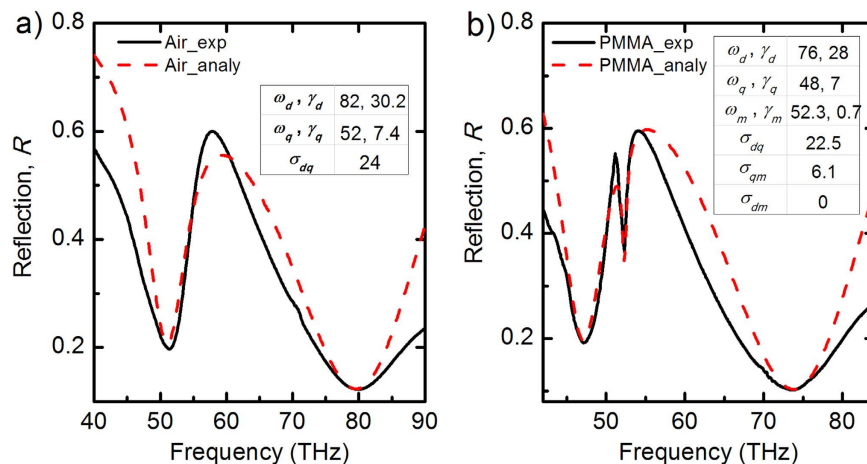 a)
Air_exp
Air_analy
ω_d, γ_d 82, 30.2
ω_q, γ_q 52, 7.4
σ_dq 24
Reflection, R
0.8
0.6
0.4
0.2
40 50 60 70 80 90
Frequency (THz)
b)
PMMA_exp
PMMA_analy
ω_d, γ_d 76, 28
ω_q, γ_q 48, 7
ω_m, γ_m 52.3, 0.7
σ_dq 22.5
σ_qm 6.1
σ_dm 0
Reflection, R
0.8
0.6
0.4
0.2
50 60 70 80
Frequency (THz)